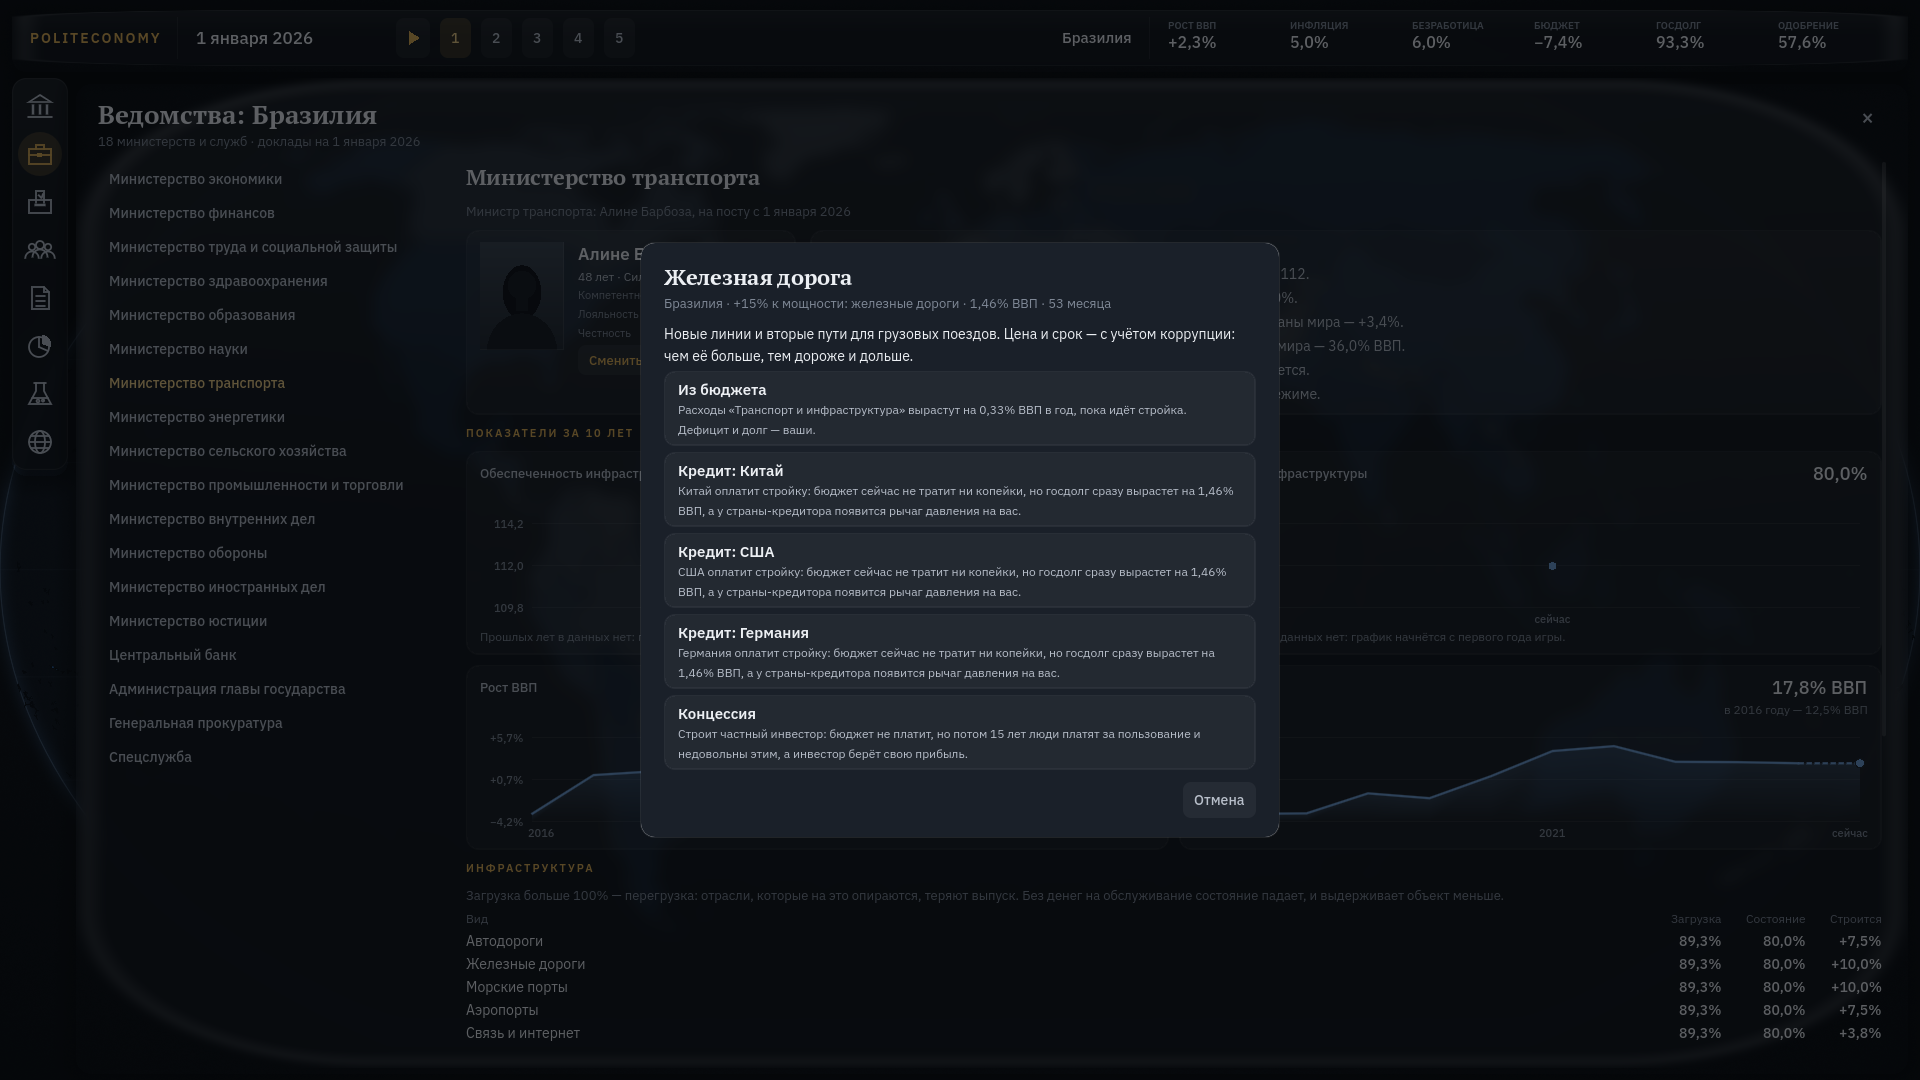 POLITECONOMY
1 января 2026
1
2
3
4
5
Бразилия
РОСТ ВВП
+2,3%
ИНФЛЯЦИЯ
5,0%
БЕЗРАБОТИЦА
6,0%
БЮДЖЕТ
−7,4%
ГОСДОЛГ
93,3%
ОДОБРЕНИЕ
57,6%
Ведомства: Бразилия
18 министерств и служб · доклады на 1 января 2026
×
Министерство экономики
Министерство финансов
Министерство труда и социальной защиты
Министерство здравоохранения
Министерство образования
Министерство науки
Министерство транспорта
Министерство энергетики
Министерство сельского хозяйства
Министерство промышленности и торговли
Министерство внутренних дел
Министерство обороны
Министерство иностранных дел
Министерство юстиции
Центральный банк
Администрация главы государства
Генеральная прокуратура
Спецслужба
Министерство транспорта
Министр транспорта: Алине Барбоза, на посту с 1 января 2026
Алине
48 лет ·
Лояльность
Честность
Сменить
112.
мира — +3,4%.
мира — 36,0% ВВП.
ПОКАЗАТЕЛИ ЗА 10 ЛЕТ
Обеспеченность
114,2
112,0
109,8
Прошлых лет в данных нет:
80,0%
сейчас
данных нет: график начнётся с первого года игры.
Рост ВВП
+5,7%
+0,7%
−4,2%
2016
17,8% ВВП
в 2016 году — 12,5% ВВП
2021
сейчас
Железная дорога
Бразилия · +15% к мощности: железные дороги · 1,46% ВВП · 53 месяца
Новые линии и вторые пути для грузовых поездов. Цена и срок — с учётом коррупции:
чем её больше, тем дороже и дольше.
Из бюджета
Расходы «Транспорт и инфраструктура» вырастут на 0,33% ВВП в год, пока идёт стройка.
Дефицит и долг — ваши.
Кредит: Китай
Китай оплатит стройку: бюджет сейчас не тратит ни копейки, но госдолг сразу вырастет на 1,46%
ВВП, а у страны-кредитора появится рычаг давления на вас.
Кредит: США
США оплатит стройку: бюджет сейчас не тратит ни копейки, но госдолг сразу вырастет на 1,46%
ВВП, а у страны-кредитора появится рычаг давления на вас.
Кредит: Германия
Германия оплатит стройку: бюджет сейчас не тратит ни копейки, но госдолг сразу вырастет на
1,46% ВВП, а у страны-кредитора появится рычаг давления на вас.
Концессия
Строит частный инвестор: бюджет не платит, но потом 15 лет люди платят за пользование и
недовольны этим, а инвестор берёт свою прибыль.
Отмена
ИНФРАСТРУКТУРА
Загрузка больше 100% — перегрузка: отрасли, которые на это опираются, теряют выпуск. Без денег на обслуживание состояние падает, и выдерживает объект меньше.
Вид Загрузка Состояние Строится
Автодороги 89,3% 80,0% +7,5%
Железные дороги 89,3% 80,0% +10,0%
Морские порты 89,3% 80,0% +10,0%
Аэропорты 89,3% 80,0% +7,5%
Связь и интернет 89,3% 80,0% +3,8%